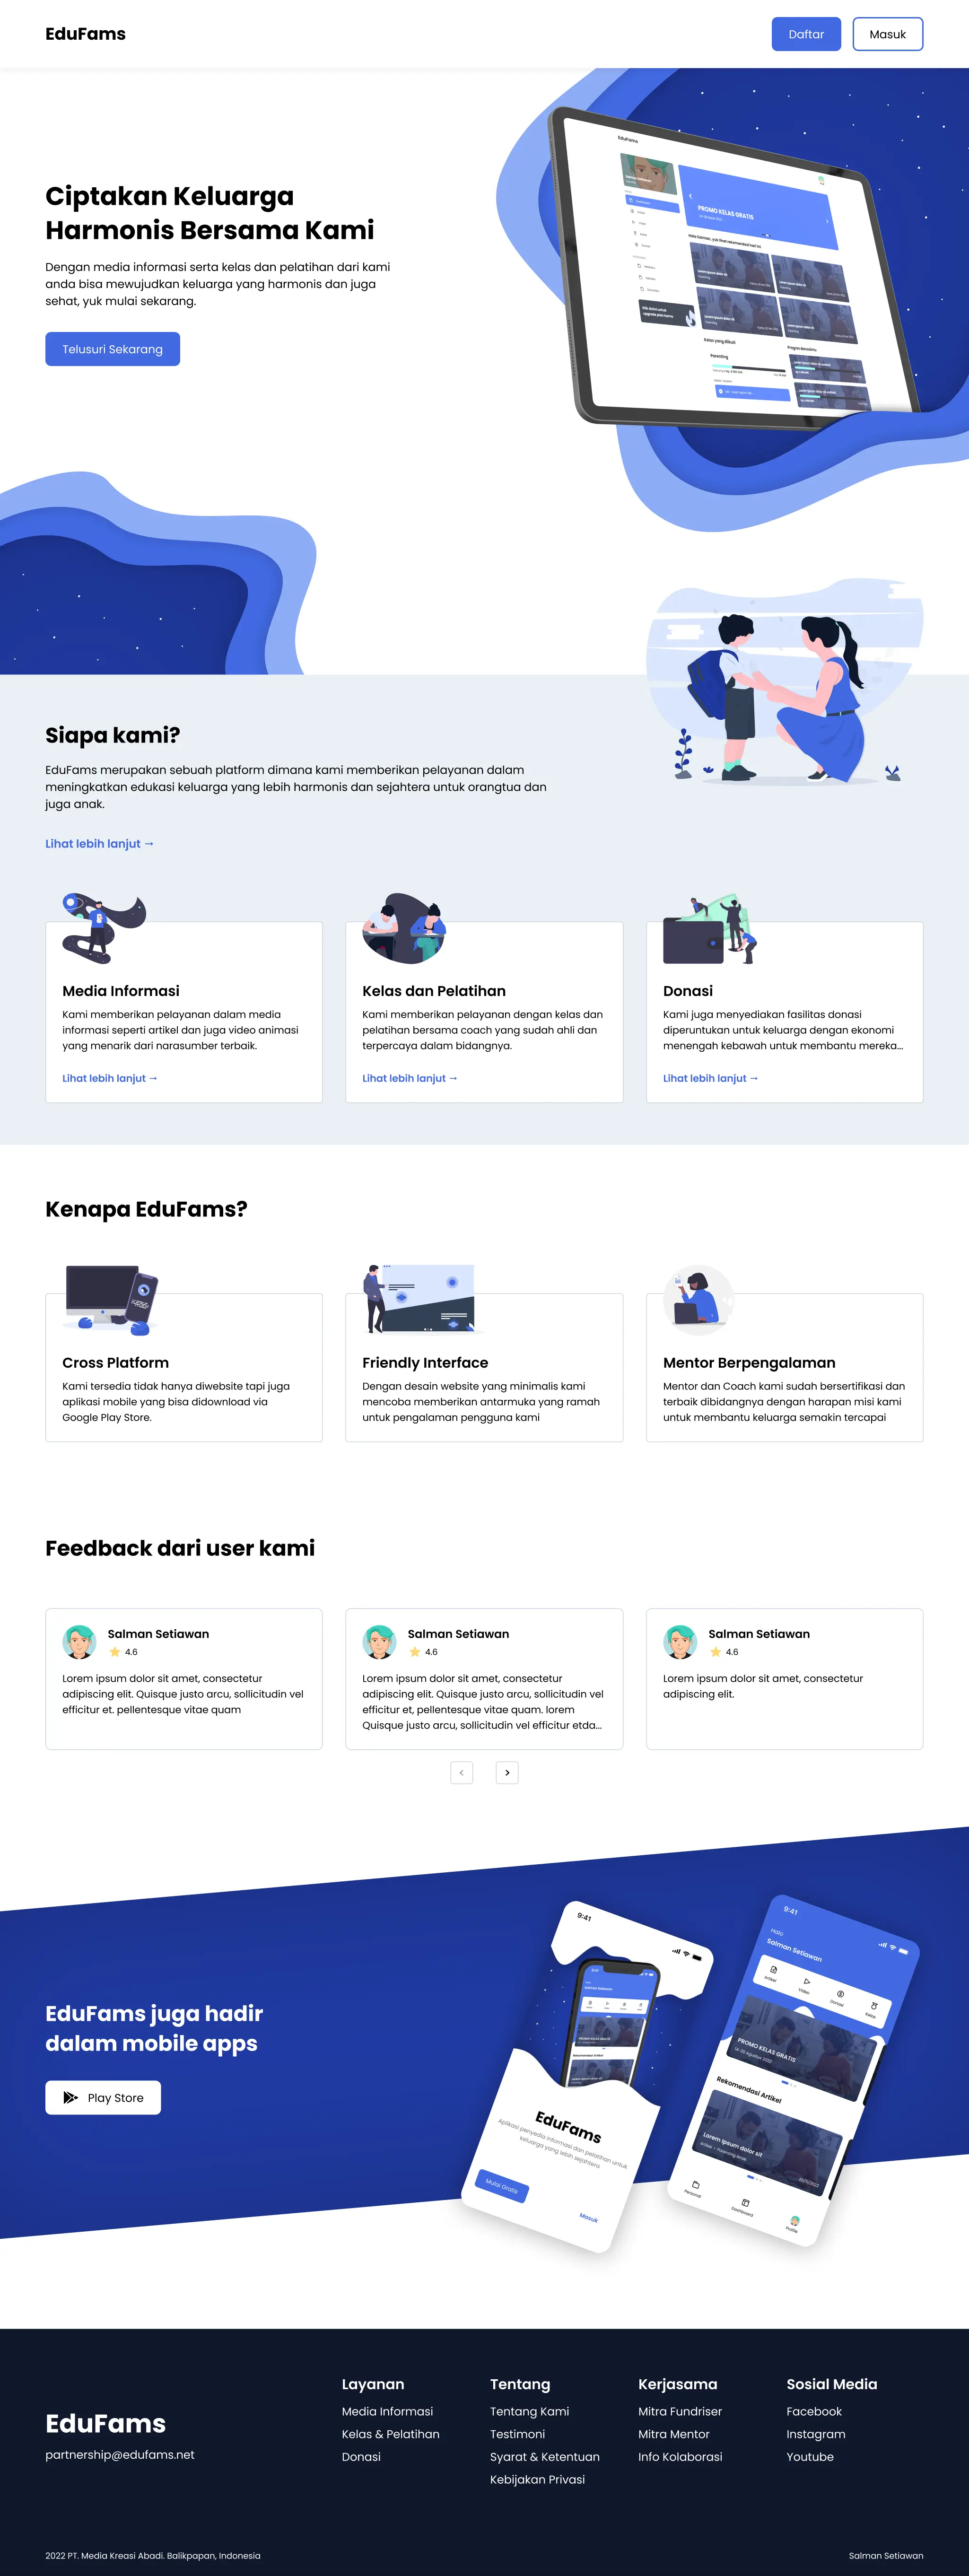 EduFams
Daftar
Masuk
Ciptakan Keluarga
Harmonis Bersama Kami
Dengan media informasi serta kelas dan pelatihan dari kami
anda bisa mewujudkan keluarga yang harmonis dan juga
sehat, yuk mulai sekarang.
Telusuri Sekarang
EduFams
PROMO KELAS GRATIS
Siapa kami?
EduFams merupakan sebuah platform dimana kami memberikan pelayanan dalam
meningkatkan edukasi keluarga yang lebih harmonis dan sejahtera untuk orangtua dan
juga anak.
Lihat lebih lanjut →
Media Informasi
Kami memberikan pelayanan dalam media
informasi seperti artikel dan juga video animasi
yang menarik dari narasumber terbaik.
Lihat lebih lanjut →
Kelas dan Pelatihan
Kami memberikan pelayanan dengan kelas dan
pelatihan bersama coach yang sudah ahli dan
terpercaya dalam bidangnya.
Lihat lebih lanjut →
Donasi
Kami juga menyediakan fasilitas donasi
diperuntukan untuk keluarga dengan ekonomi
menengah kebawah untuk membantu mereka...
Lihat lebih lanjut →
Kenapa EduFams?
Cross Platform
Kami tersedia tidak hanya diwebsite tapi juga
aplikasi mobile yang bisa didownload via
Google Play Store.
Friendly Interface
Dengan desain website yang minimalis kami
mencoba memberikan antarmuka yang ramah
untuk pengalaman pengguna kami
Mentor Berpengalaman
Mentor dan Coach kami sudah bersertifikasi dan
terbaik dibidangnya dengan harapan misi kami
untuk membantu keluarga semakin tercapai
Feedback dari user kami
Salman Setiawan
4.6
Lorem ipsum dolor sit amet, consectetur
adipiscing elit. Quisque justo arcu, sollicitudin vel
efficitur et. pellentesque vitae quam
Salman Setiawan
4.6
Lorem ipsum dolor sit amet, consectetur
adipiscing elit. Quisque justo arcu, sollicitudin vel
efficitur et, pellentesque vitae quam. lorem
Quisque justo arcu, sollicitudin vel efficitur etda...
Salman Setiawan
4.6
Lorem ipsum dolor sit amet, consectetur
adipiscing elit.
EduFams juga hadir
dalam mobile apps
Play Store
9:41
PROMO KELAS GRATIS
EduFams
Aplikasi penyedia informasi dan pelatihan untuk
keluarga yang lebih sejahtera
Mulai Gratis
Masuk
9:41
Halo
Salman Setiawan
Artikel
Video
Donasi
Kelas
PROMO KELAS GRATIS
14-20 Agustus 2022
Rekomendasi Artikel
Lorem ipsum dolor sit
Personal
Dashboard
Profile
EduFams
partnership@edufams.net
Layanan
Media Informasi
Kelas & Pelatihan
Donasi
Tentang
Tentang Kami
Testimoni
Syarat & Ketentuan
Kebijakan Privasi
Kerjasama
Mitra Fundriser
Mitra Mentor
Info Kolaborasi
Sosial Media
Facebook
Instagram
Youtube
2022 PT. Media Kreasi Abadi. Balikpapan, Indonesia
Salman Setiawan